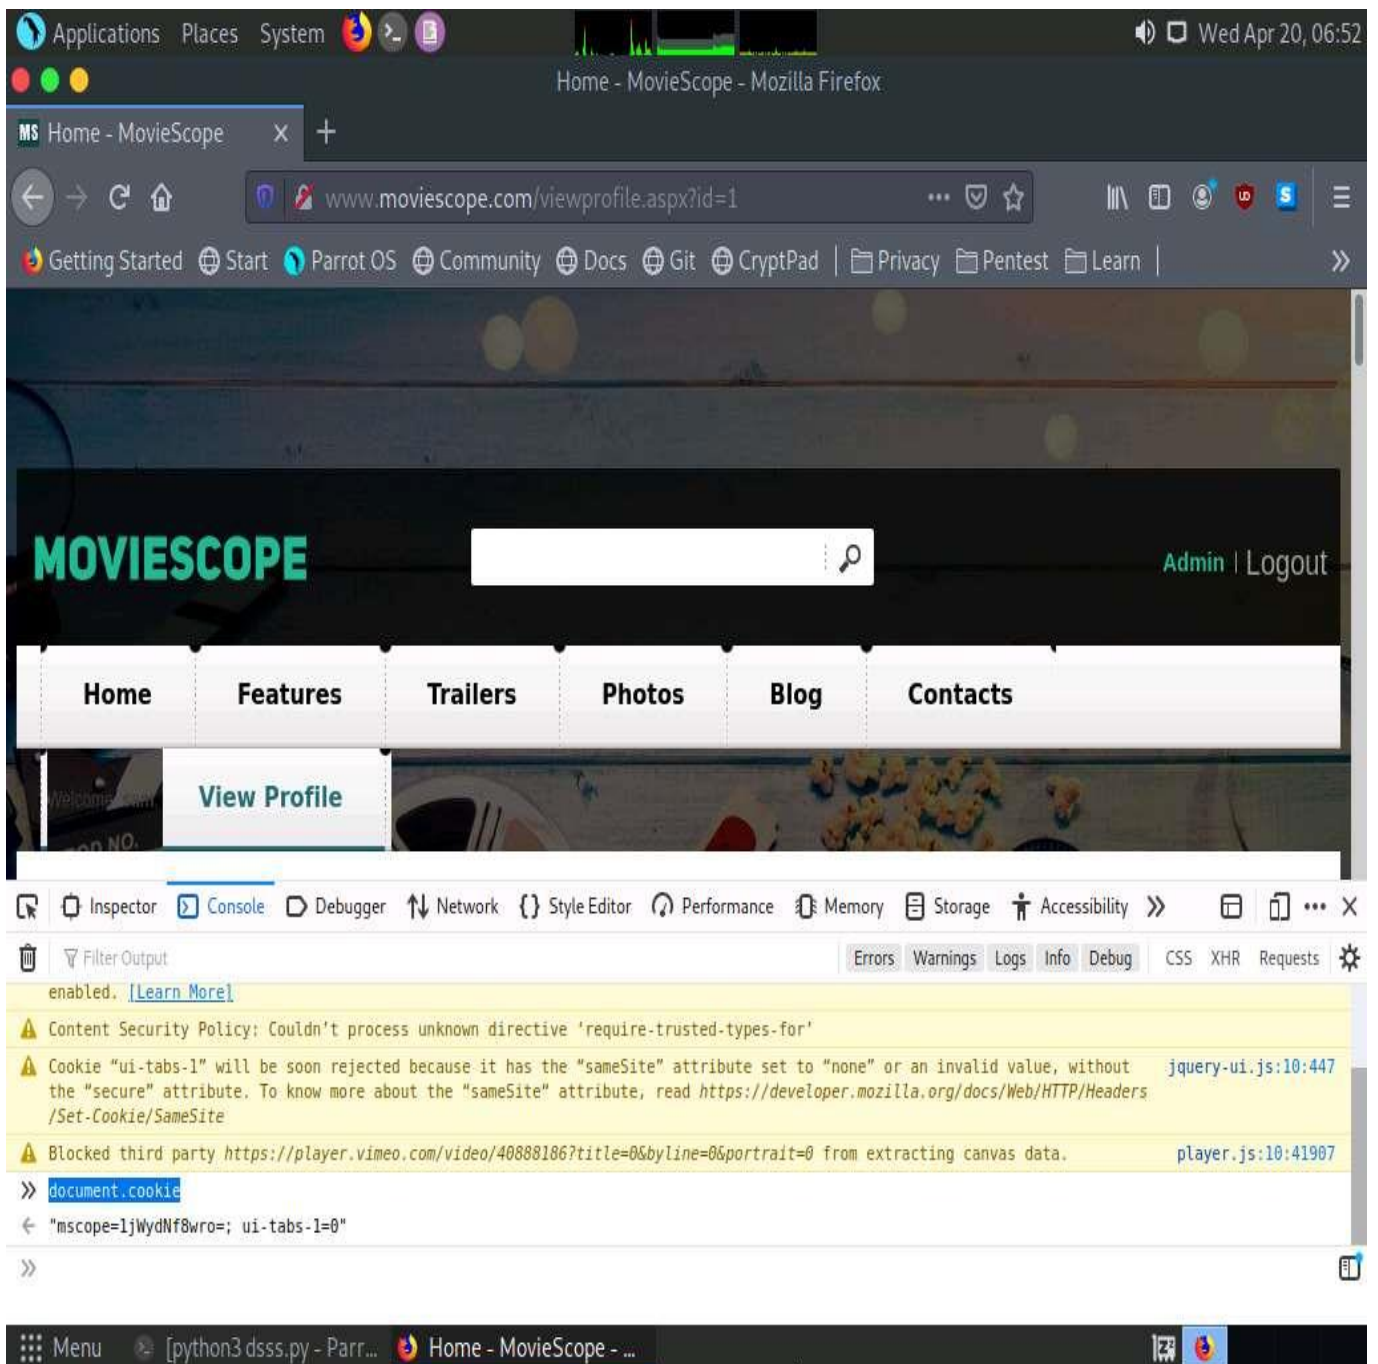 Applications Places System Wed Apr 20, 06:52
Home - MovieScope - Mozilla Firefox
MS Home - MovieScope
www.moviescope.com/viewprofile.aspx?id=1
Getting Started Start Parrot OS Community Docs Git CryptPad Privacy Pentest Learn
MOVIESCOPE Admin | Logout
Home Features Trailers Photos Blog Contacts
View Profile
NO.
Inspector Console Debugger Network {} Style Editor Performance Memory Storage Accessibility
Filter Output Errors Warnings Logs Info Debug CSS XHR Requests
enabled. [Learn More]
Content Security Policy: Couldn't process unknown directive 'require-trusted-types-for'
Cookie “ui-tabs-1” will be soon rejected because it has the “sameSite” attribute set to “none” or an invalid value, without jquery-ui.js:10:447
the “secure” attribute. To know more about the “sameSite” attribute, read https://developer.mozilla.org/docs/Web/HTTP/Headers
/Set-Cookie/SameSite
Blocked third party https://player.vimeo.com/video/40888186?title=0&byline=0&portrait=0 from extracting canvas data. player.js:10:41907
document.cookie
"mscope=1jWydNf8wro=; ui-tabs-1=0"
Menu [python3 dsss.py - Parr... Home - MovieScope - ...